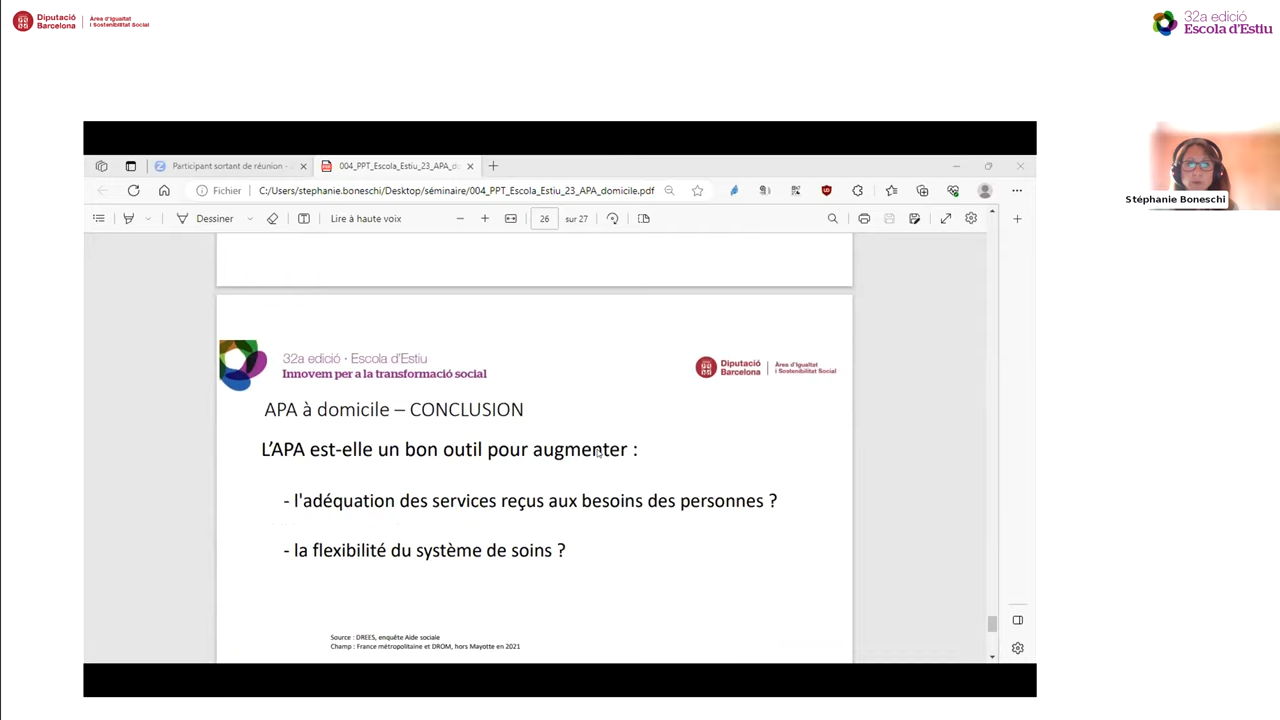 Diputació
Barcelona
Àrea d'Igualtat
i Sostenibilitat Social
32a edició
Escola d'Estiu
Participant sortant de réunion -
004_PPT_Escola_Estiu_23_APA_do
Fichier
C:/Users/stephanie.boneschi/Desktop/séminaire/004_PPT_Escola_Estiu_23_APA_domicile.pdf
Dessiner
Lire à haute voix
26
sur 27
Stéphanie Boneschi
32a edició · Escola d'Estiu
Innovem per a la transformació social
Diputació
Barcelona
Àrea d'Igualtat
i Sostenibilitat Social
APA à domicile – CONCLUSION
L'APA est-elle un bon outil pour augmenter :
- l'adéquation des services reçus aux besoins des personnes ?
- la flexibilité du système de soins ?
Source : DREES, enquête Aide sociale
Champ : France métropolitaine et DROM, hors Mayotte en 2021